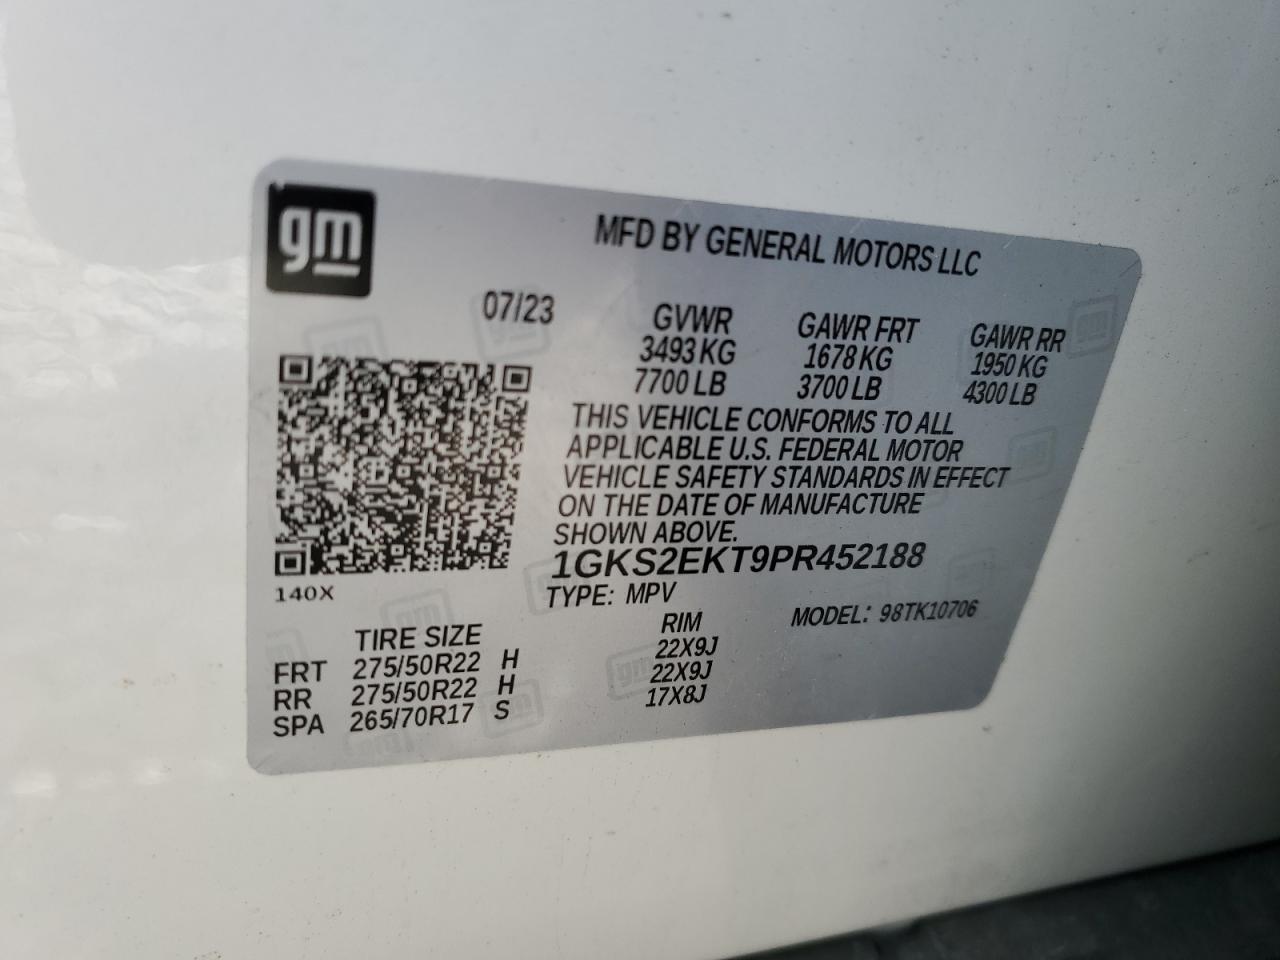 gm
MFD BY GENERAL MOTORS LLC
07/23 GVWR GAWR FRT GAWR RR
3493 KG 1678 KG 1950 KG
7700 LB 3700 LB 4300 LB
THIS VEHICLE CONFORMS TO ALL
APPLICABLE U.S. FEDERAL MOTOR
VEHICLE SAFETY STANDARDS IN EFFECT
ON THE DATE OF MANUFACTURE
SHOWN ABOVE.
1GKS2EKT9PR452188
140X
TYPE: MPV MODEL: 98TK10706
TIRE SIZE RIM
FRT 275/50R22 H 22X9J
RR 275/50R22 H 22X9J
SPA 265/70R17 S 17X8J